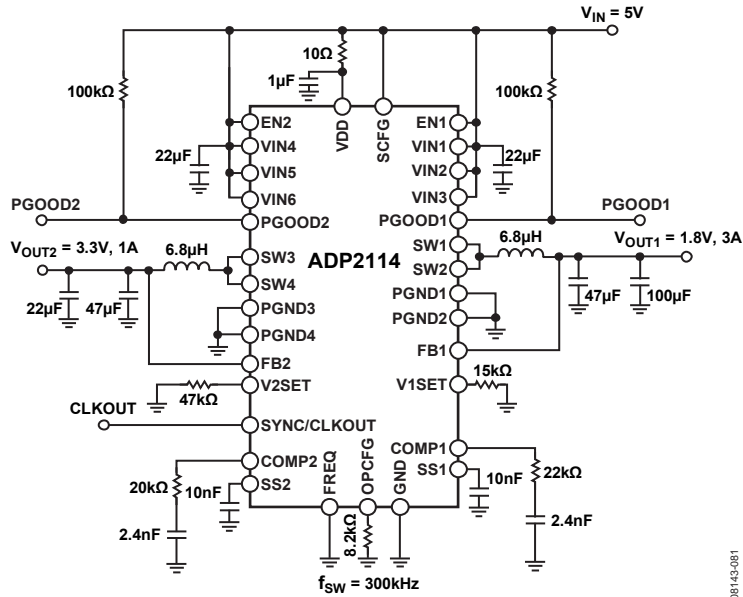 V_IN = 5V
10Ω
1µF
100kΩ
100kΩ
VDD
SCFG
EN2
VIN4
VIN5
VIN6
22µF
EN1
VIN1
VIN2
VIN3
22µF
PGOOD2
PGOOD2
PGOOD1
PGOOD1
V_OUT2 = 3.3V, 1A
6.8µH
SW3
SW4
ADP2114
SW1
SW2
6.8µH
V_OUT1 = 1.8V, 3A
22µF
47µF
PGND3
PGND4
PGND1
PGND2
47µF
100µF
FB2
FB1
V2SET
47kΩ
V1SET
15kΩ
CLKOUT
SYNC/CLKOUT
COMP2
SS2
20kΩ
10nF
2.4nF
COMP1
SS1
10nF
22kΩ
2.4nF
FREQ
OPCFG
GND
8.2kΩ
f_SW = 300kHz
08143-081